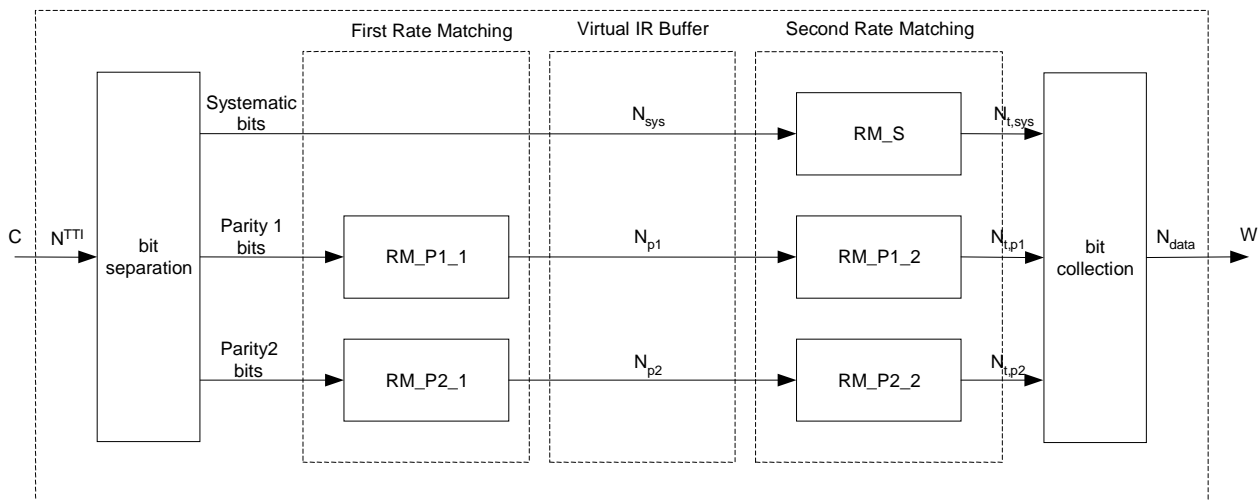 First Rate Matching
Virtual IR Buffer
Second Rate Matching
Systematic
bits
N_sys
RM_S
N_t,sys
C
N^TTI
bit
separation
Parity 1
bits
RM_P1_1
N_p1
RM_P1_2
N_t,p1
bit
collection
N_data
W
Parity2
bits
RM_P2_1
N_p2
RM_P2_2
N_t,p2